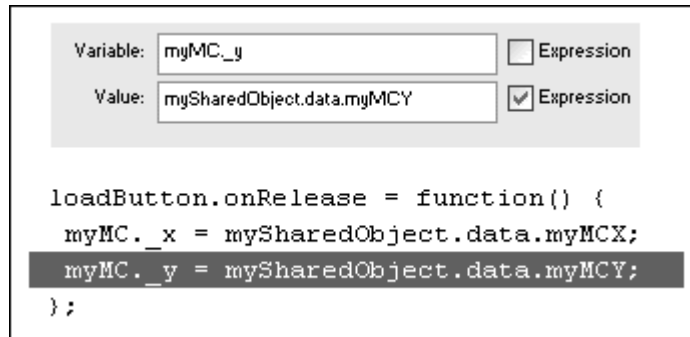 Variable: myMC._y Expression
Value: mySharedObject.data.myMCY Expression
loadButton.onRelease = function() {
myMC._x = mySharedObject.data.myMCX;
myMC._y = mySharedObject.data.myMCY;
};